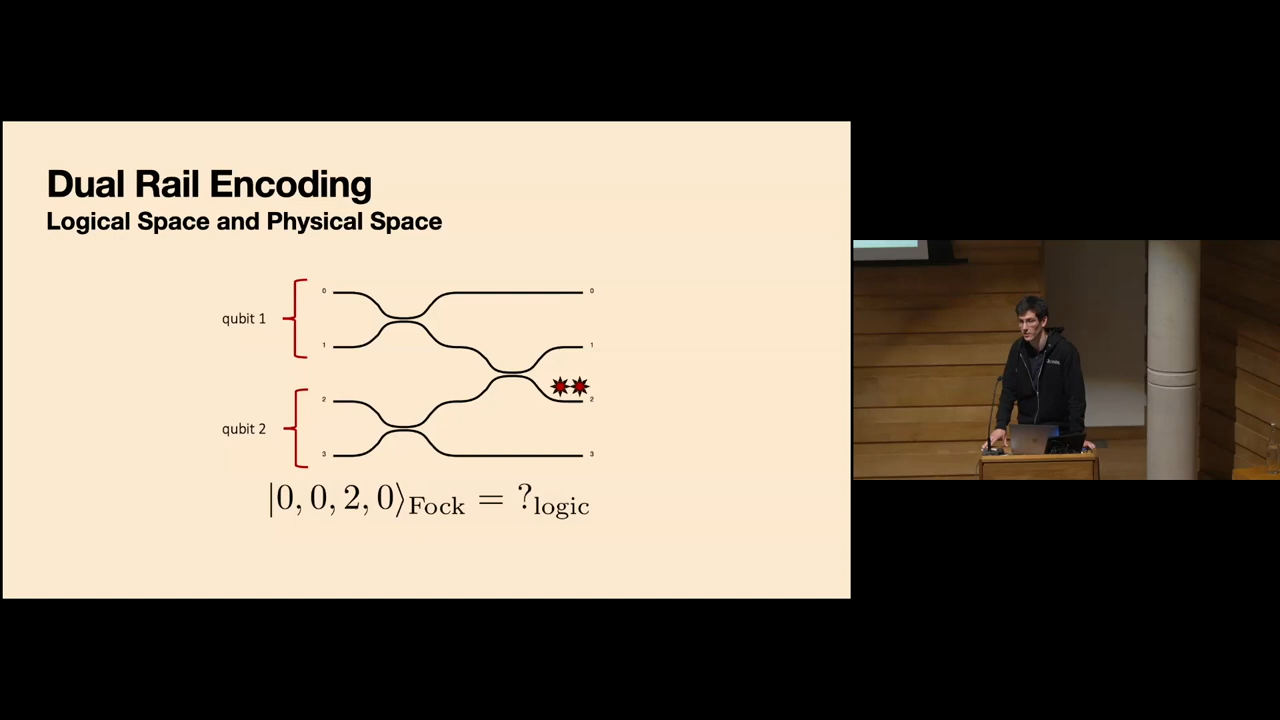 Dual Rail Encoding
Logical Space and Physical Space
0
0
qubit 1
1
1
2
2
qubit 2
3
3
|0, 0, 2, 0⟩Fock = ?logic